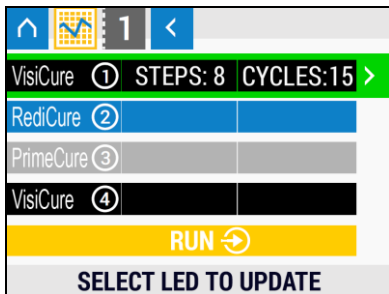 1
VisiCure 1 STEPS: 8 CYCLES:15
RediCure 2
PrimeCure 3
VisiCure 4
RUN
SELECT LED TO UPDATE